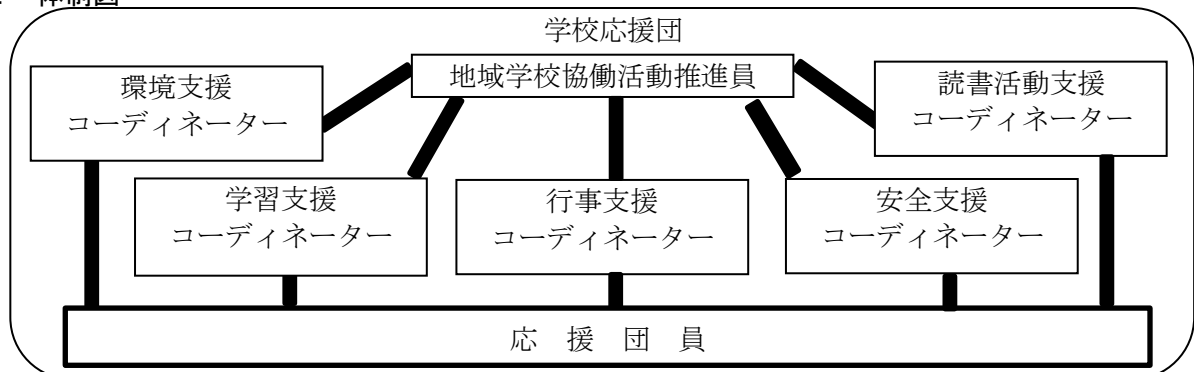 学校応援団
地域学校協働活動推進員
環境支援
コーディネーター
読書活動支援
コーディネーター
学習支援
コーディネーター
行事支援
コーディネーター
安全支援
コーディネーター
応 援 団 員